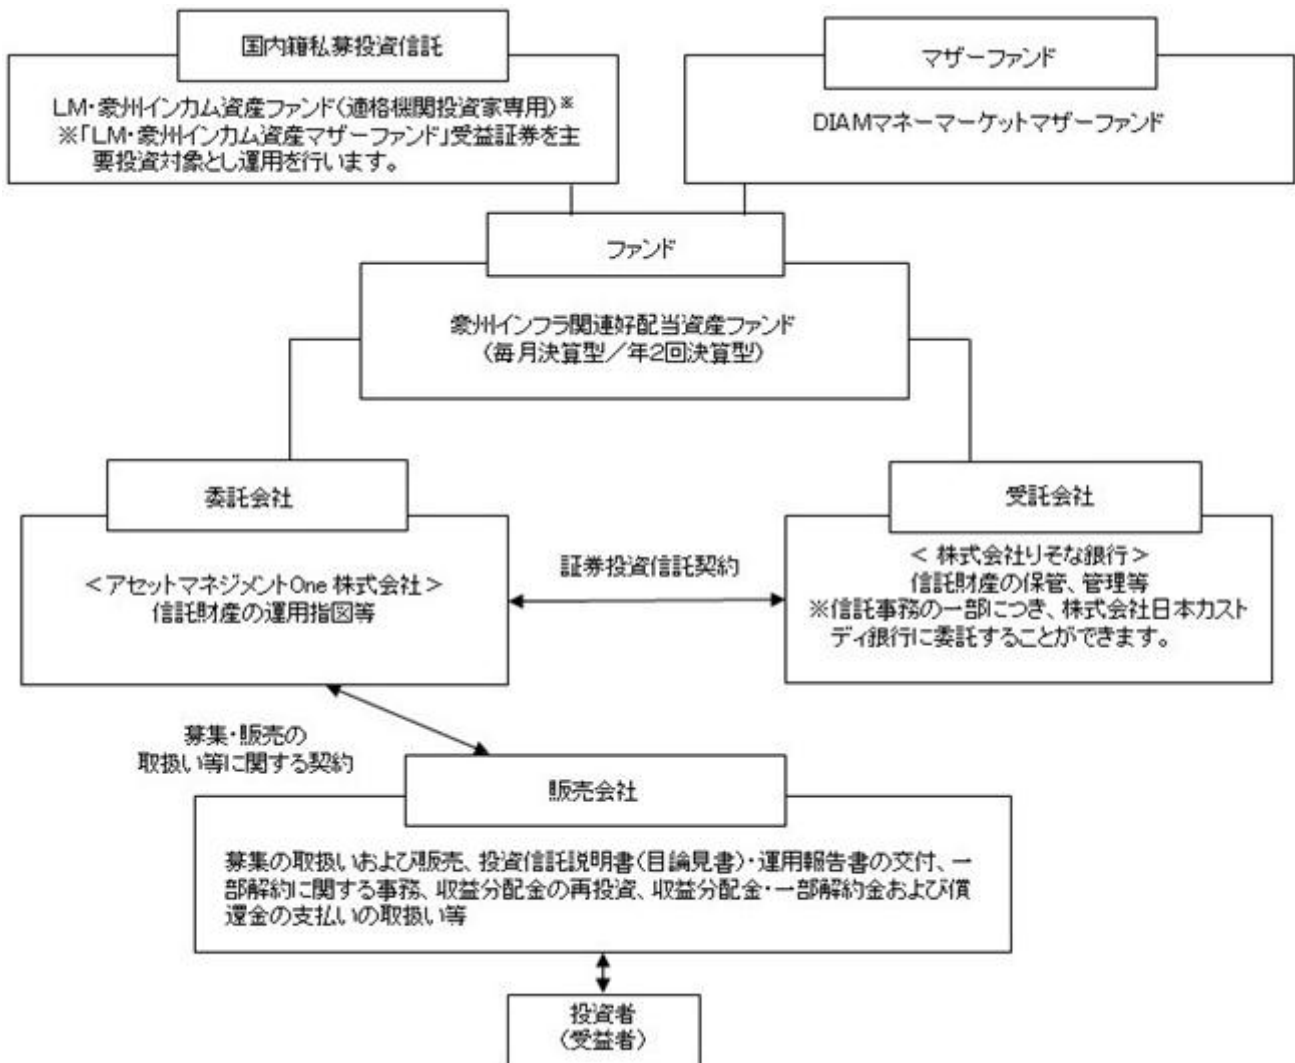 国内籍私募投資信託
LM・豪州インカム資産ファンド(適格機関投資家専用)※
※「LM・豪州インカム資産マザーファンド」受益証券を主
要投資対象とし運用を行います。
マザーファンド
DIAMマネーマーケットマザーファンド
ファンド
豪州インフラ関連好配当資産ファンド
(毎月決算型／年2回決算型)
委託会社
＜アセットマネジメントOne 株式会社＞
信託財産の運用指図等
証券投資信託契約
受託会社
＜ 株式会社りそな銀行＞
信託財産の保管、管理等
※信託事務の一部につき、株式会社日本カスト
ディ銀行に委託することができます。
募集・販売の
取扱い等に関する契約
販売会社
募集の取扱いおよび販売、投資信託説明書(目論見書)・運用報告書の交付、一
部解約に関する事務、収益分配金の再投資、収益分配金・一部解約金および償
還金の支払いの取扱い等
投資者
(受益者)